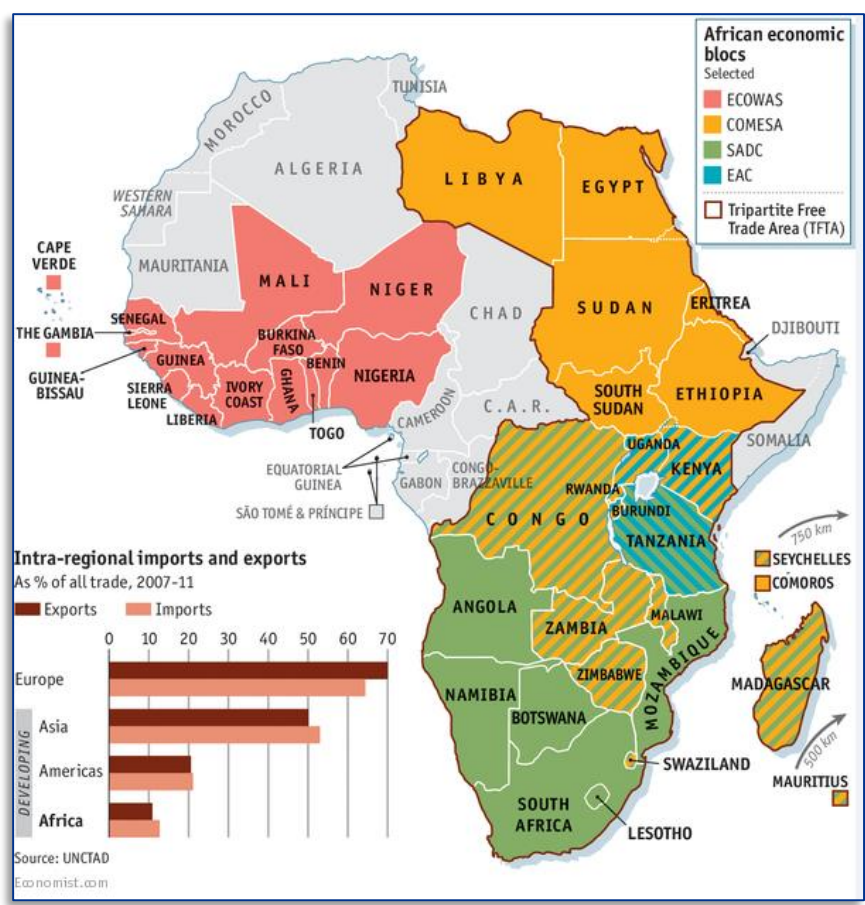 African economic
blocs
Selected
ECOWAS
COMESA
SADC
EAC
Tripartite Free
Trade Area (TFTA)
TUNISIA
MOROCCO
ALGERIA
LIBYA
EGYPT
WESTERN
SAHARA
CAPE
VERDE
MAURITANIA
MALI
NIGER
CHAD
SUDAN
ERITREA
DJIBOUTI
SENEGAL
THE GAMBIA
GUINEA-
BISSAU
GUINEA
BURKINA
FASO
BENIN
NIGERIA
SIERRA
LEONE
IVORY
COAST
GHANA
LIBERIA
TOGO
CAMEROON
C.A.R.
SOUTH
SUDAN
ETHIOPIA
SOMALIA
EQUATORIAL
GUINEA
GABON
CONGO-
BRAZZAVILLE
SÃO TOMÉ & PRÍNCIPE
UGANDA
KENYA
RWANDA
BURUNDI
CONGO
TANZANIA
750 km
SEYCHELLES
COMOROS
ANGOLA
ZAMBIA
MALAWI
MOZAMBIQUE
ZIMBABWE
NAMIBIA
BOTSWANA
MADAGASCAR
500 km
MAURITIUS
SWAZILAND
SOUTH
AFRICA
LESOTHO
Intra-regional imports and exports
As % of all trade, 2007-11
Exports Imports
0 10 20 30 40 50 60 70
Europe
DEVELOPING
Asia
Americas
Africa
Source: UNCTAD
Economist.com